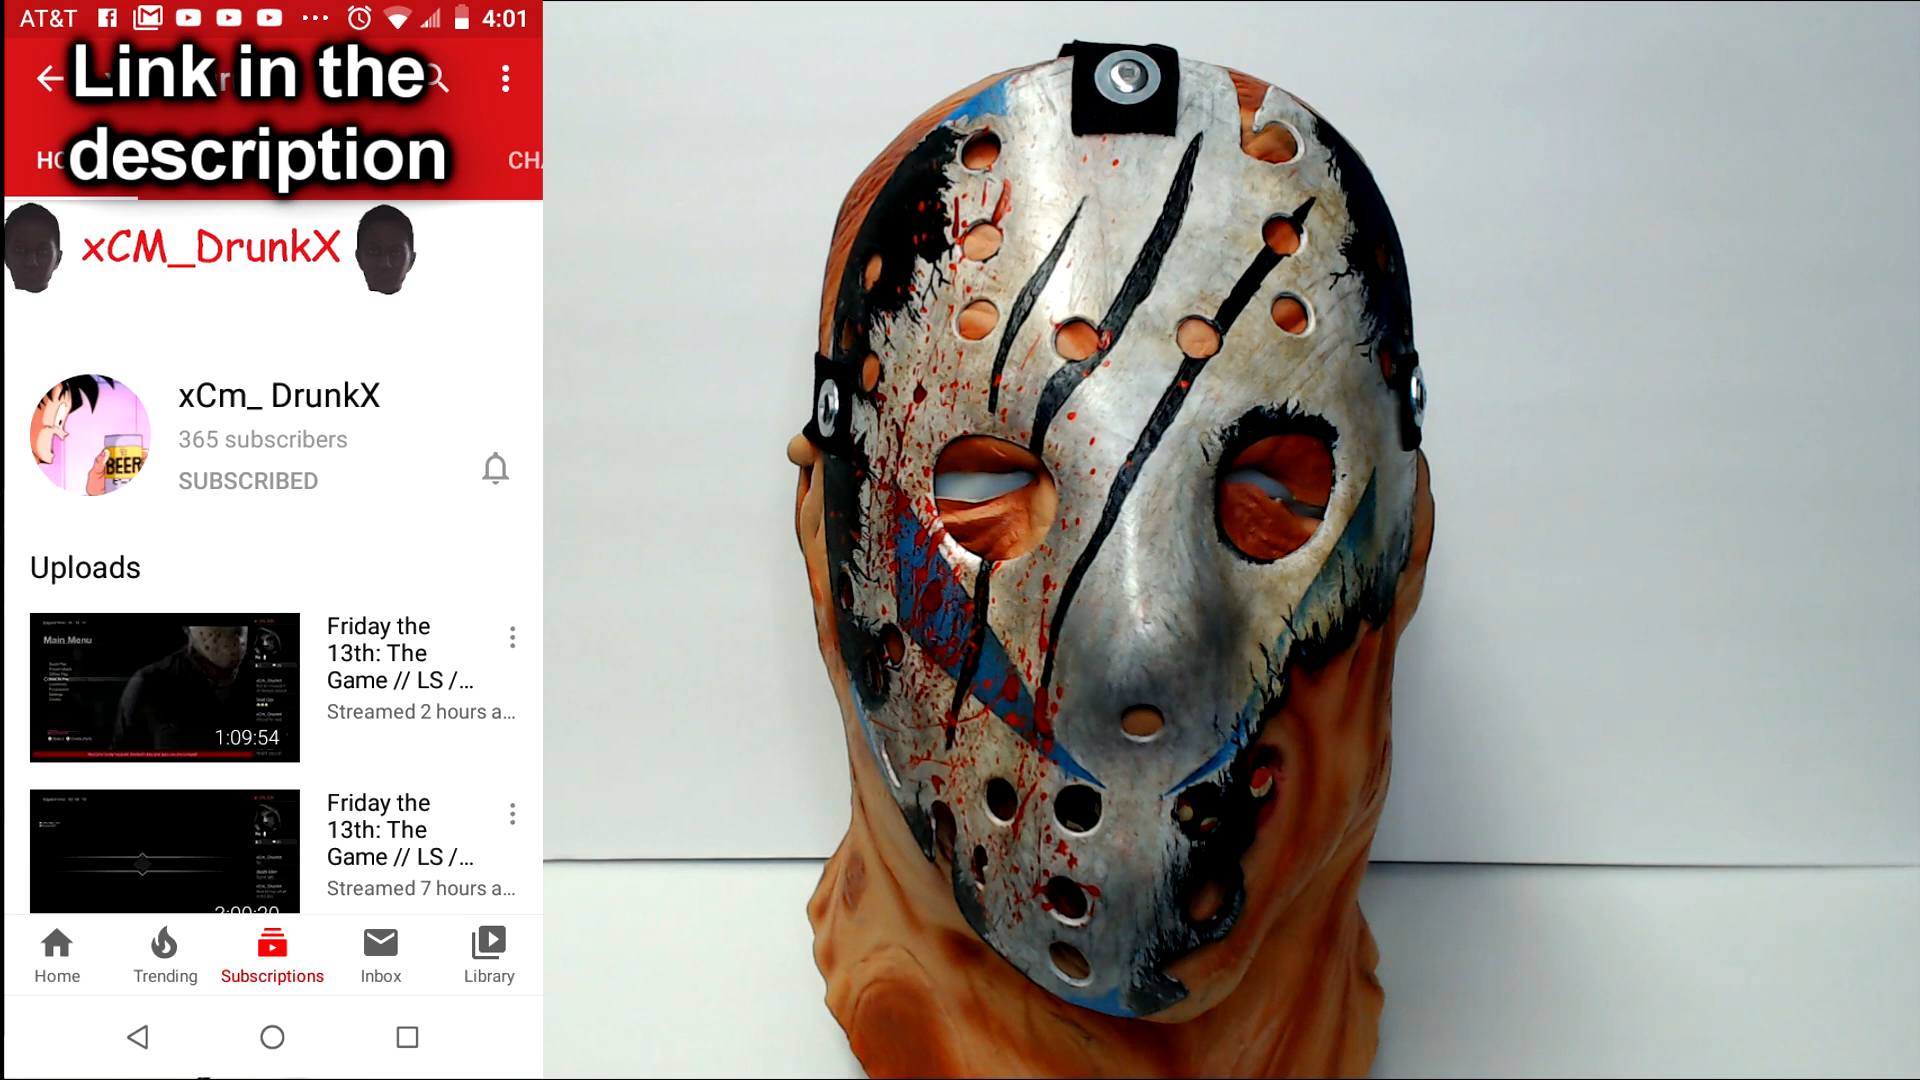 AT&T
4:01
Link in the
description
HO
CHA
xCM_DrunkX
xCm_ DrunkX
365 subscribers
SUBSCRIBED
BEER
Uploads
Main Menu
1:09:54
Friday the
13th: The
Game // LS /...
Streamed 2 hours a...
Friday the
13th: The
Game // LS /...
Streamed 7 hours a...
Home
Trending
Subscriptions
Inbox
Library